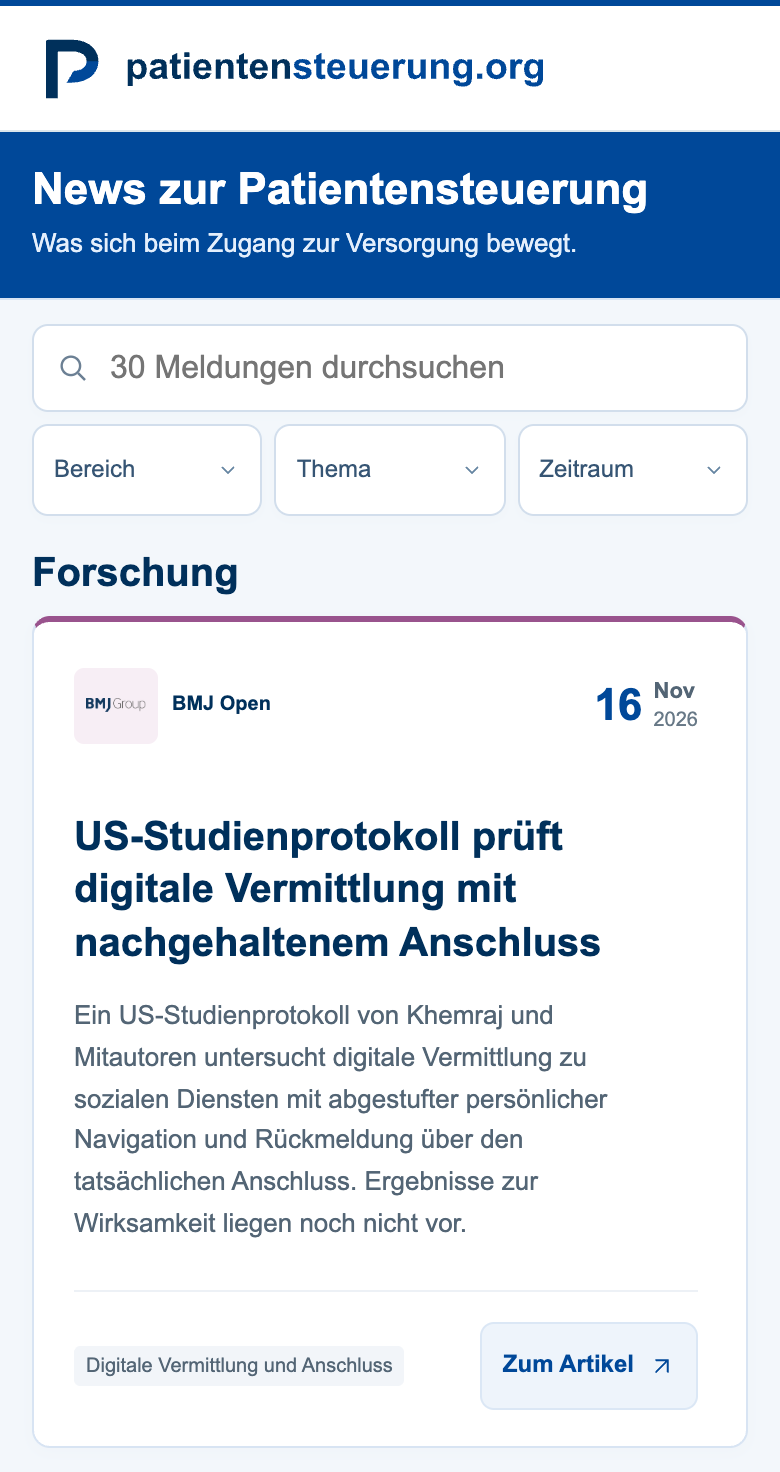 patientensteuerung.org
News zur Patientensteuerung
Was sich beim Zugang zur Versorgung bewegt.
30 Meldungen durchsuchen
Bereich
Thema
Zeitraum
Forschung
BMJ Group
BMJ Open
16
Nov
2026
US-Studienprotokoll prüft
digitale Vermittlung mit
nachgehaltenem Anschluss
Ein US-Studienprotokoll von Khemraj und
Mitautoren untersucht digitale Vermittlung zu
sozialen Diensten mit abgestufter persönlicher
Navigation und Rückmeldung über den
tatsächlichen Anschluss. Ergebnisse zur
Wirksamkeit liegen noch nicht vor.
Digitale Vermittlung und Anschluss
Zum Artikel